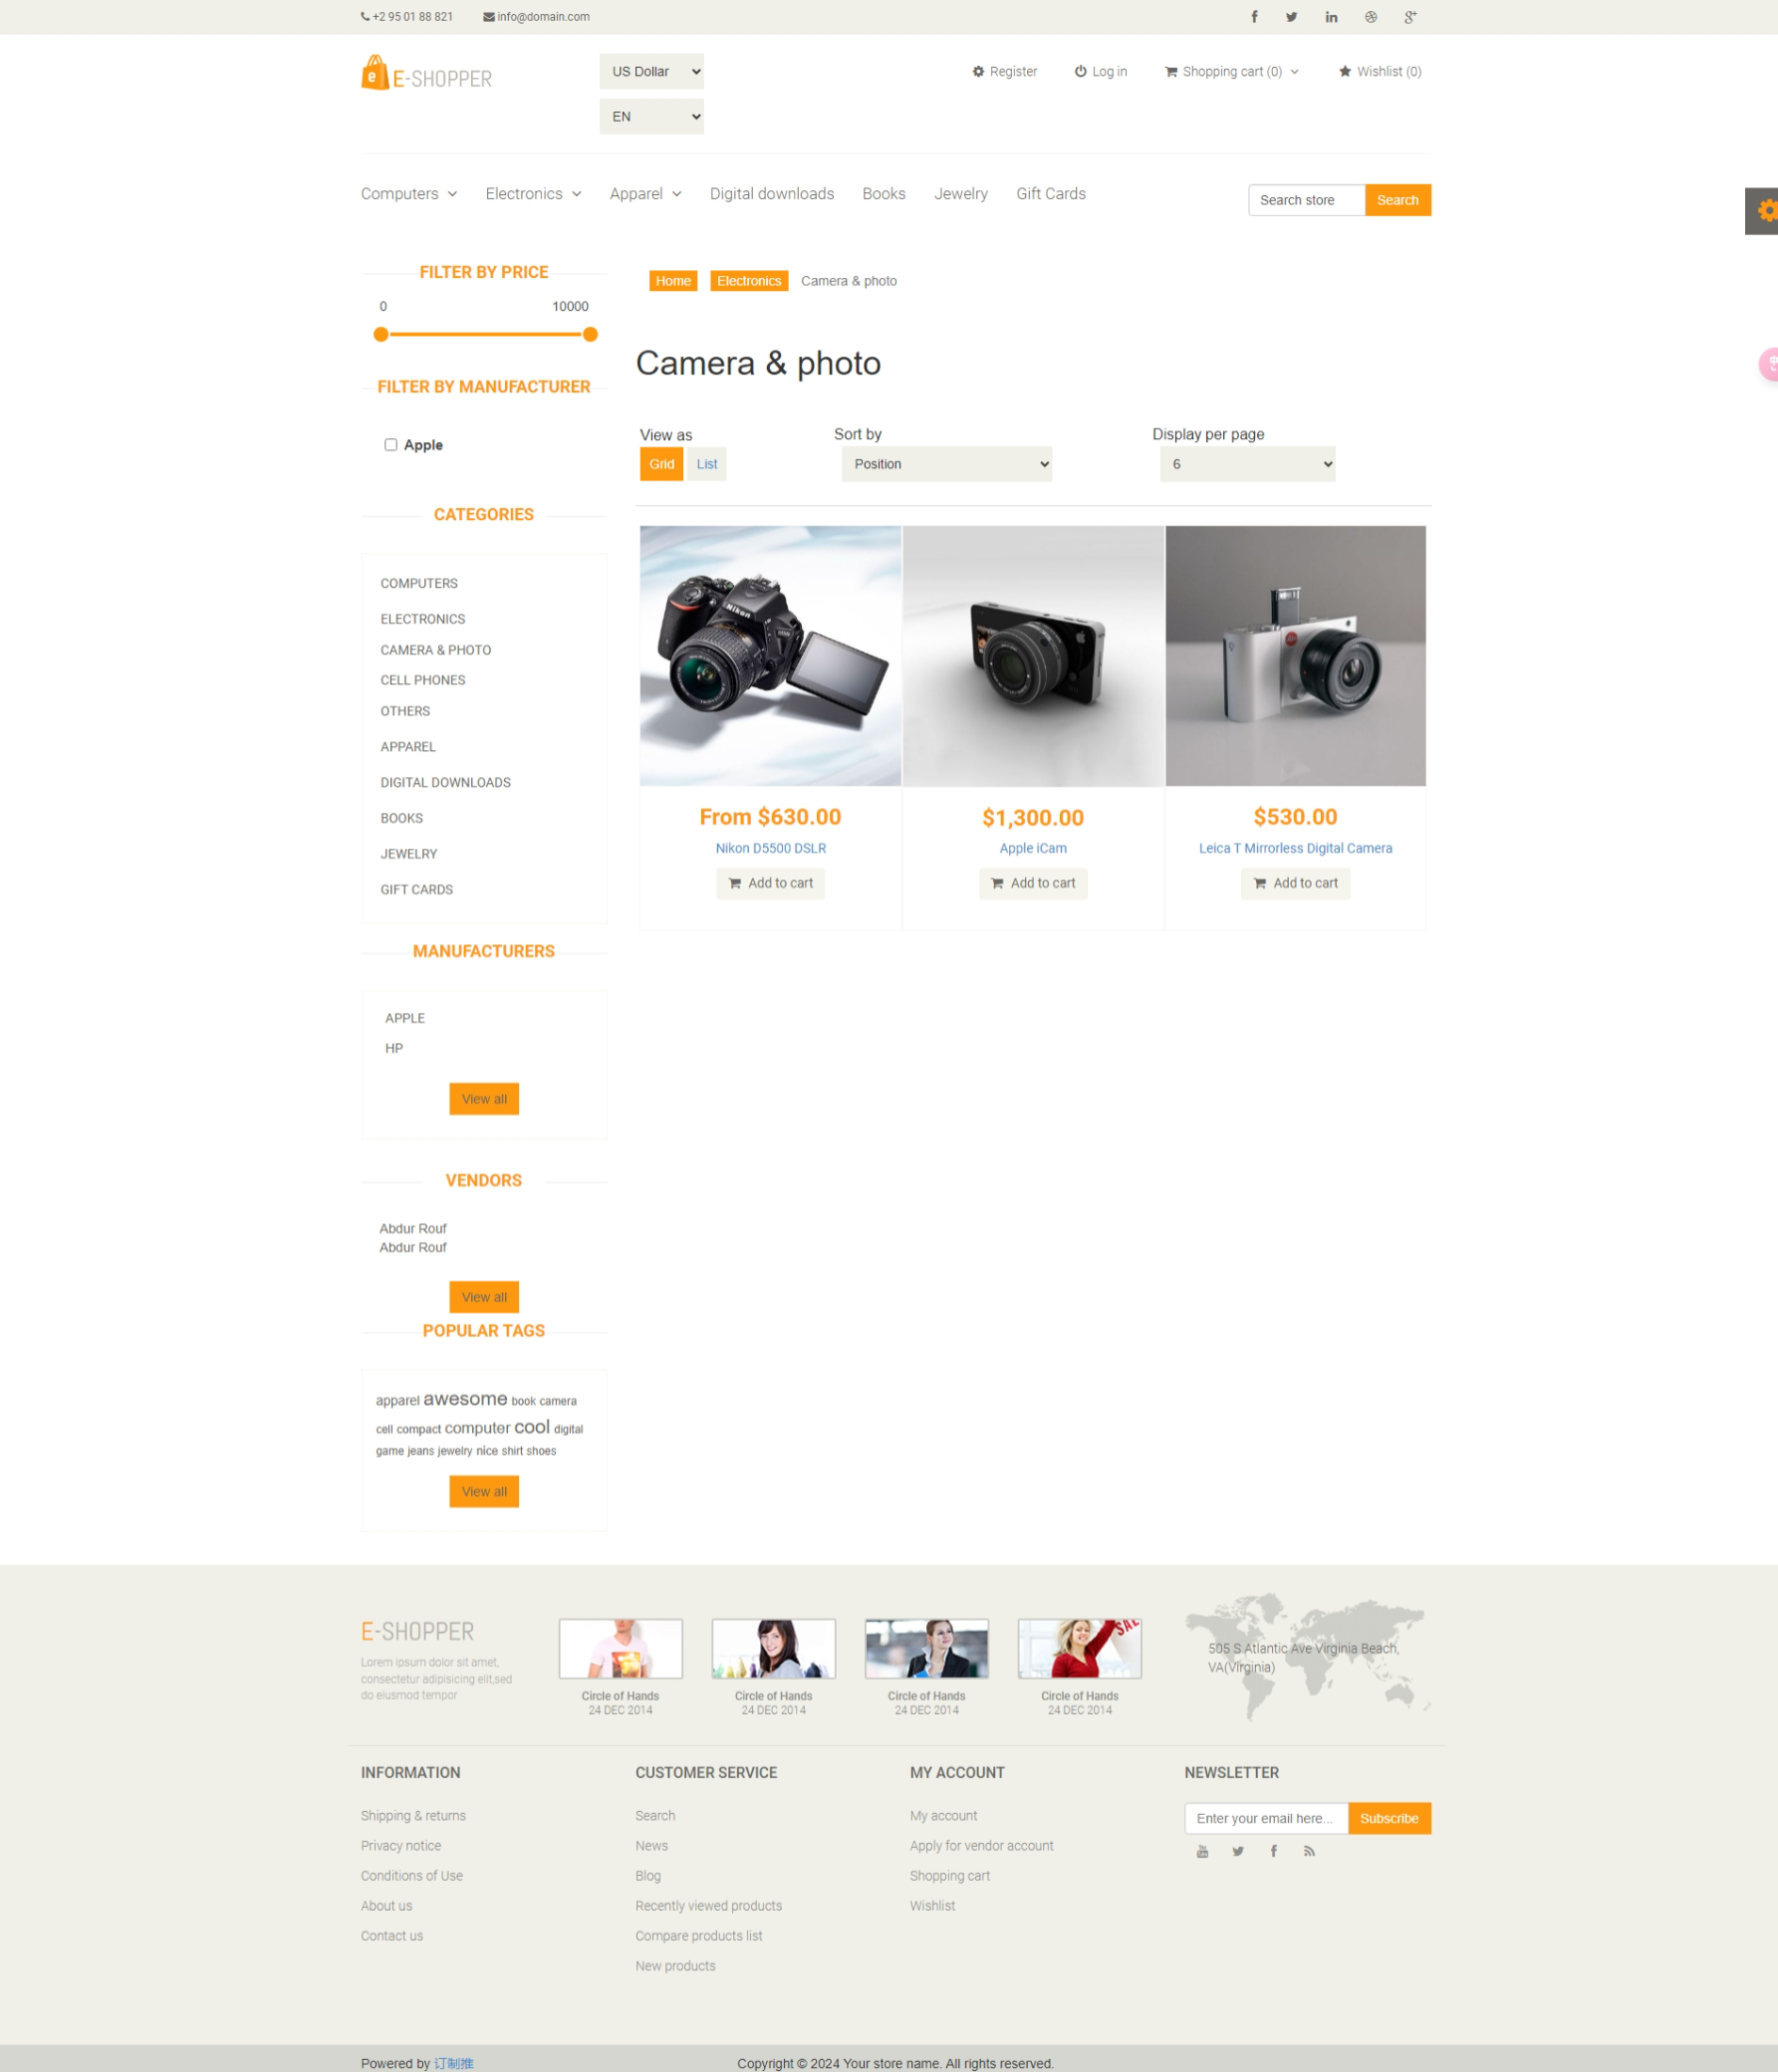 +2 95 01 88 821
info@domain.com
E-SHOPPER
US Dollar
EN
Register
Log in
Shopping cart (0)
Wishlist (0)
Computers
Electronics
Apparel
Digital downloads
Books
Jewelry
Gift Cards
Search store
Search
FILTER BY PRICE
0
10000
FILTER BY MANUFACTURER
Apple
CATEGORIES
COMPUTERS
ELECTRONICS
CAMERA & PHOTO
CELL PHONES
OTHERS
APPAREL
DIGITAL DOWNLOADS
BOOKS
JEWELRY
GIFT CARDS
MANUFACTURERS
APPLE
HP
View all
VENDORS
Abdur Rouf
Abdur Rouf
View all
POPULAR TAGS
apparel awesome book camera
cell compact computer cool digital
game jeans jewelry nice shirt shoes
View all
Home
Electronics
Camera & photo
Camera & photo
View as
Grid
List
Sort by
Position
Display per page
6
Nikon
From $630.00
Nikon D5500 DSLR
Add to cart
$1,300.00
Apple iCam
Add to cart
$530.00
Leica T Mirrorless Digital Camera
Add to cart
E-SHOPPER
Lorem ipsum dolor sit amet,
consectetur adipisicing elit,sed
do eiusmod tempor
Circle of Hands
24 DEC 2014
Circle of Hands
24 DEC 2014
Circle of Hands
24 DEC 2014
SALE
Circle of Hands
24 DEC 2014
505 S Atlantic Ave Virginia Beach,
VA(Virginia)
INFORMATION
Shipping & returns
Privacy notice
Conditions of Use
About us
Contact us
CUSTOMER SERVICE
Search
News
Blog
Recently viewed products
Compare products list
New products
MY ACCOUNT
My account
Apply for vendor account
Shopping cart
Wishlist
NEWSLETTER
Enter your email here...
Subscribe
Powered by 订制推
Copyright © 2024 Your store name. All rights reserved.